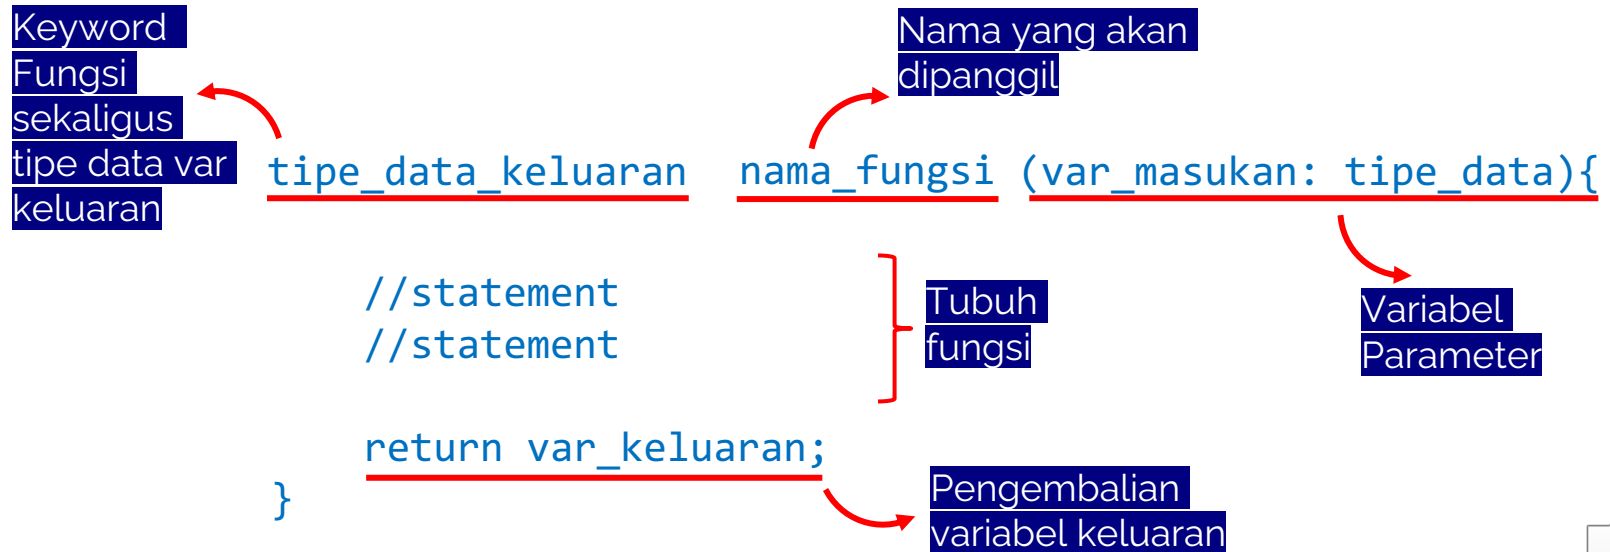 Keyword
Fungsi
sekaligus
tipe data var
keluaran
Nama yang akan
dipanggil
tipe_data_keluaran nama_fungsi (var_masukan: tipe_data){
//statement
//statement
Tubuh
fungsi
Variabel
Parameter
return var_keluaran;
}
Pengembalian
variabel keluaran